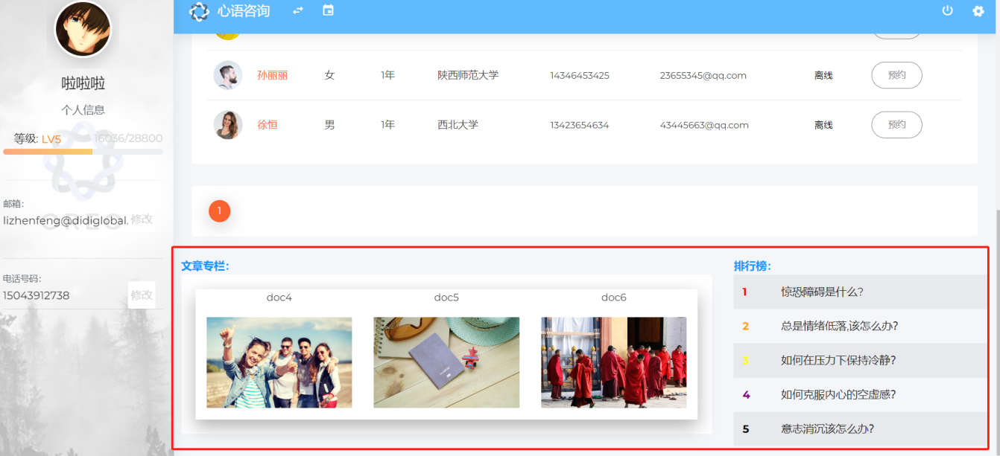 心语咨询
啦啦啦
个人信息
等级: LV5 16036/28800
OREO
邮箱:
lizhenfeng@didiglobal. 修改
电话号码:
15043912738 修改
预约
孙丽丽 女 1年 陕西师范大学 14346453425 23655345@qq.com 离线 预约
徐恒 男 1年 西北大学 13423654634 43445663@qq.com 离线 预约
1
文章专栏:
doc4 doc5 doc6
排行榜:
1 惊恐障碍是什么?
2 总是情绪低落,该怎么办?
3 如何在压力下保持冷静?
4 如何克服内心的空虚感?
5 意志消沉该怎么办?